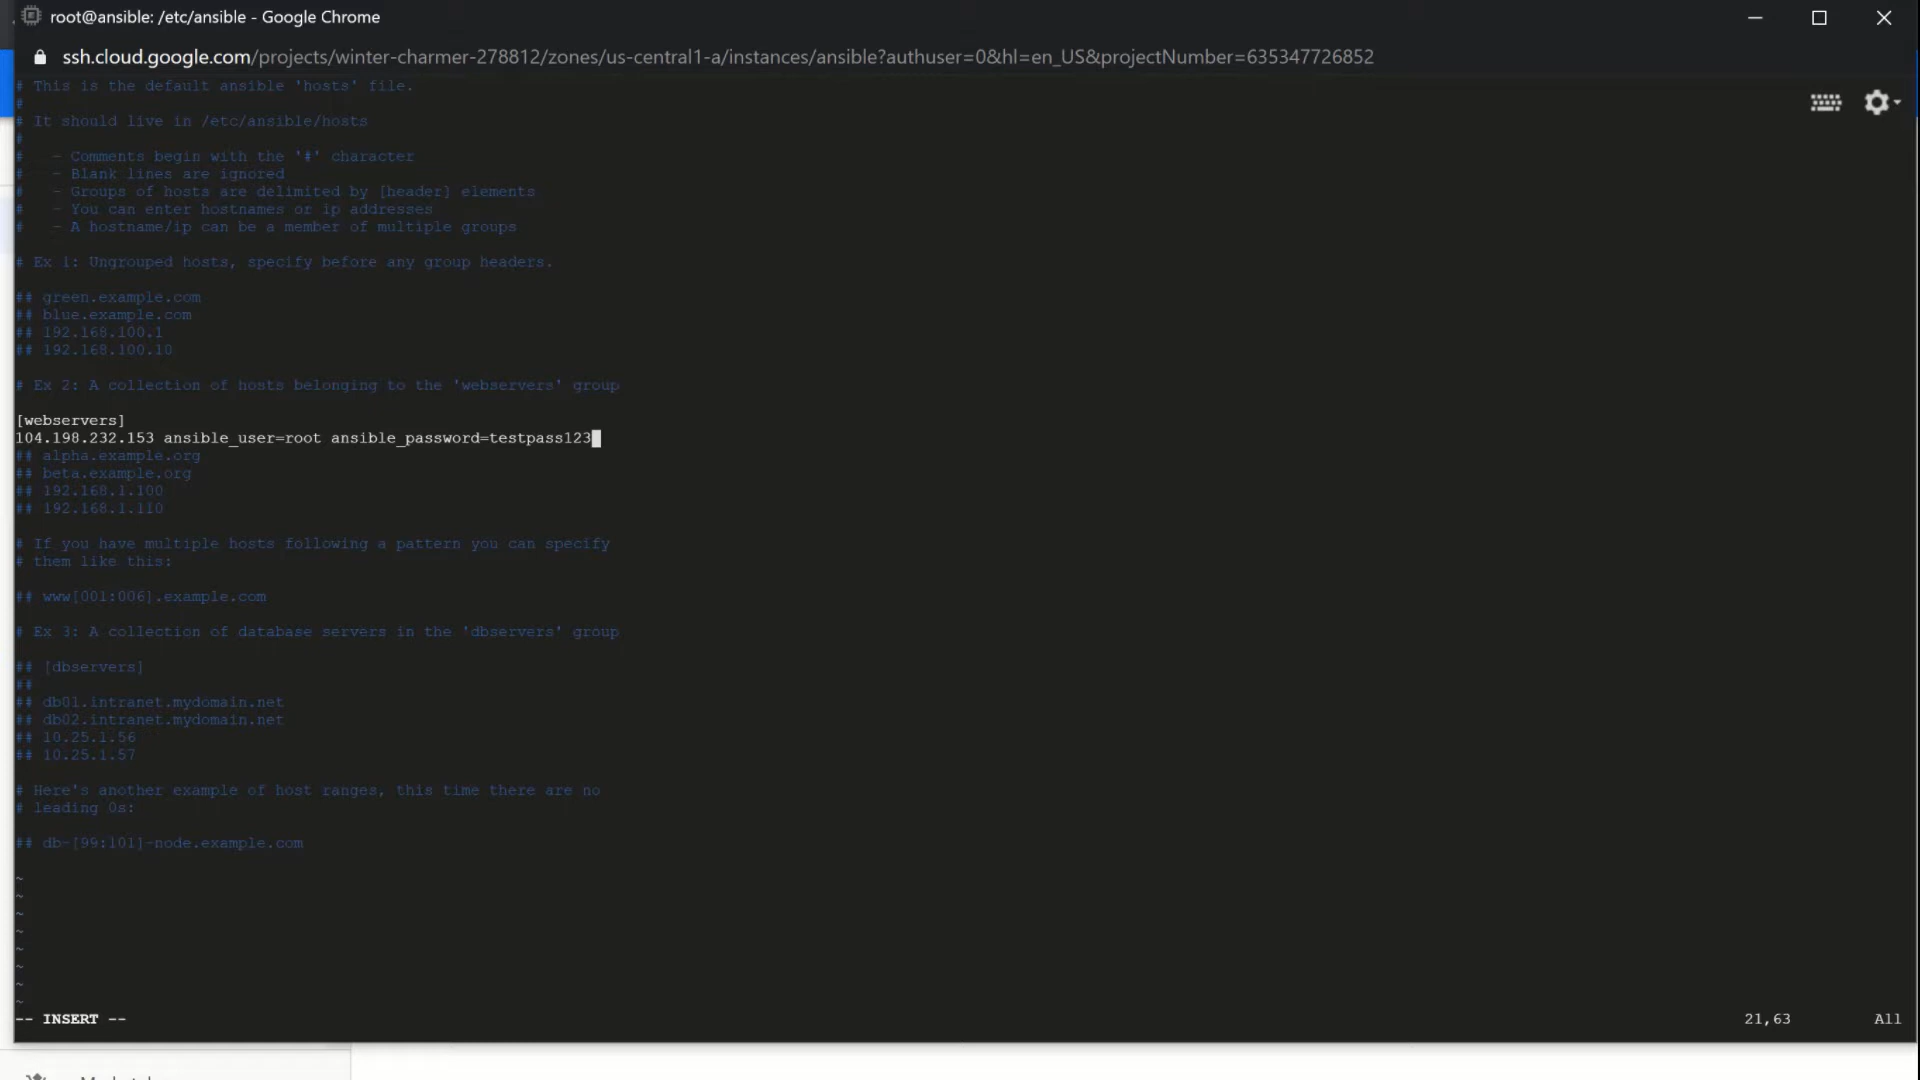 root@ansible: /etc/ansible - Google Chrome
ssh.cloud.google.com/projects/winter-charmer-278812/zones/us-central1-a/instances/ansible?authuser=0&hl=en_US&projectNumber=635347726852
# This is the default ansible 'hosts' file.
#
# It should live in /etc/ansible/hosts
#
#   - Comments begin with the '#' character
#   - Blank lines are ignored
#   - Groups of hosts are delimited by [header] elements
#   - You can enter hostnames or ip addresses
#   - A hostname/ip can be a member of multiple groups
# Ex 1: Ungrouped hosts, specify before any group headers.
## green.example.com
## blue.example.com
## 192.168.100.1
## 192.168.100.10
# Ex 2: A collection of hosts belonging to the 'webservers' group
[webservers]
104.198.232.153 ansible_user=root ansible_password=testpass123
## alpha.example.org
## beta.example.org
## 192.168.1.100
## 192.168.1.110
# If you have multiple hosts following a pattern you can specify
# them like this:
## www[001:006].example.com
# Ex 3: A collection of database servers in the 'dbservers' group
## [dbservers]
##
## db01.intranet.mydomain.net
## db02.intranet.mydomain.net
## 10.25.1.56
## 10.25.1.57
# Here's another example of host ranges, this time there are no
# leading 0s:
## db-[99:101]-node.example.com
~
~
~
~
~
~
~
~
-- INSERT -- 21,63 All